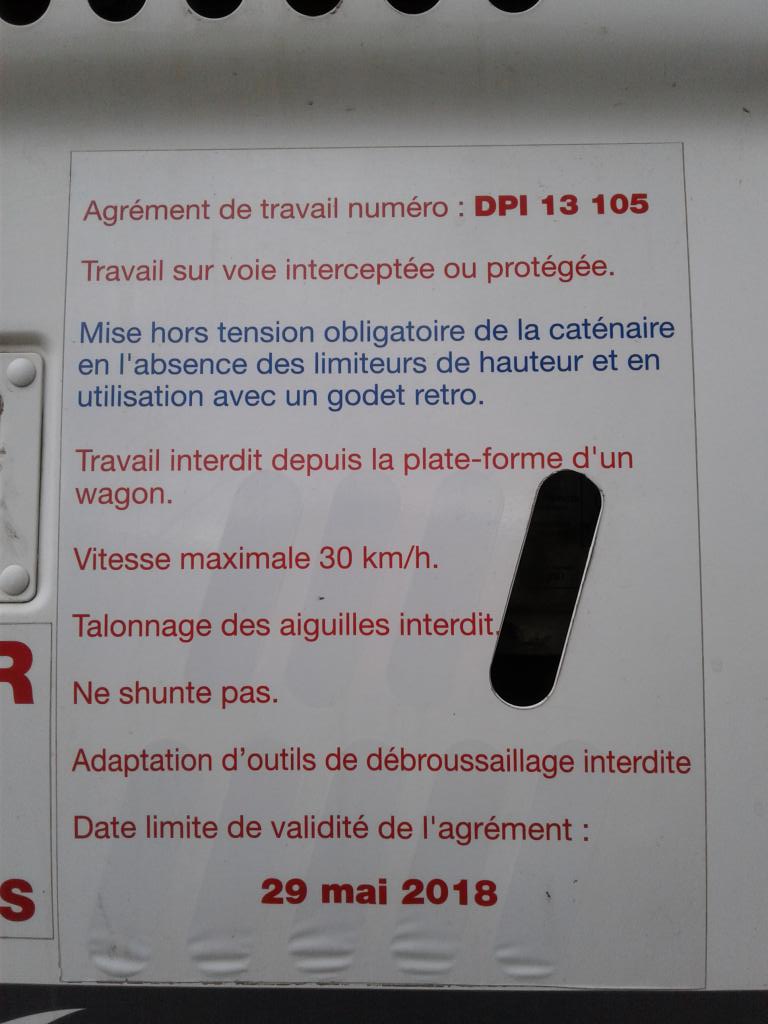 Agrément de travail numéro : DPI 13 105
Travail sur voie interceptée ou protégée.
Mise hors tension obligatoire de la caténaire
en l'absence des limiteurs de hauteur et en
utilisation avec un godet retro.
Travail interdit depuis la plate-forme d'un
wagon.
Vitesse maximale 30 km/h.
Talonnage des aiguilles interdit.
R
Ne shunte pas.
Adaptation d’outils de débroussaillage interdite
Date limite de validité de l'agrément :
S
29 mai 2018